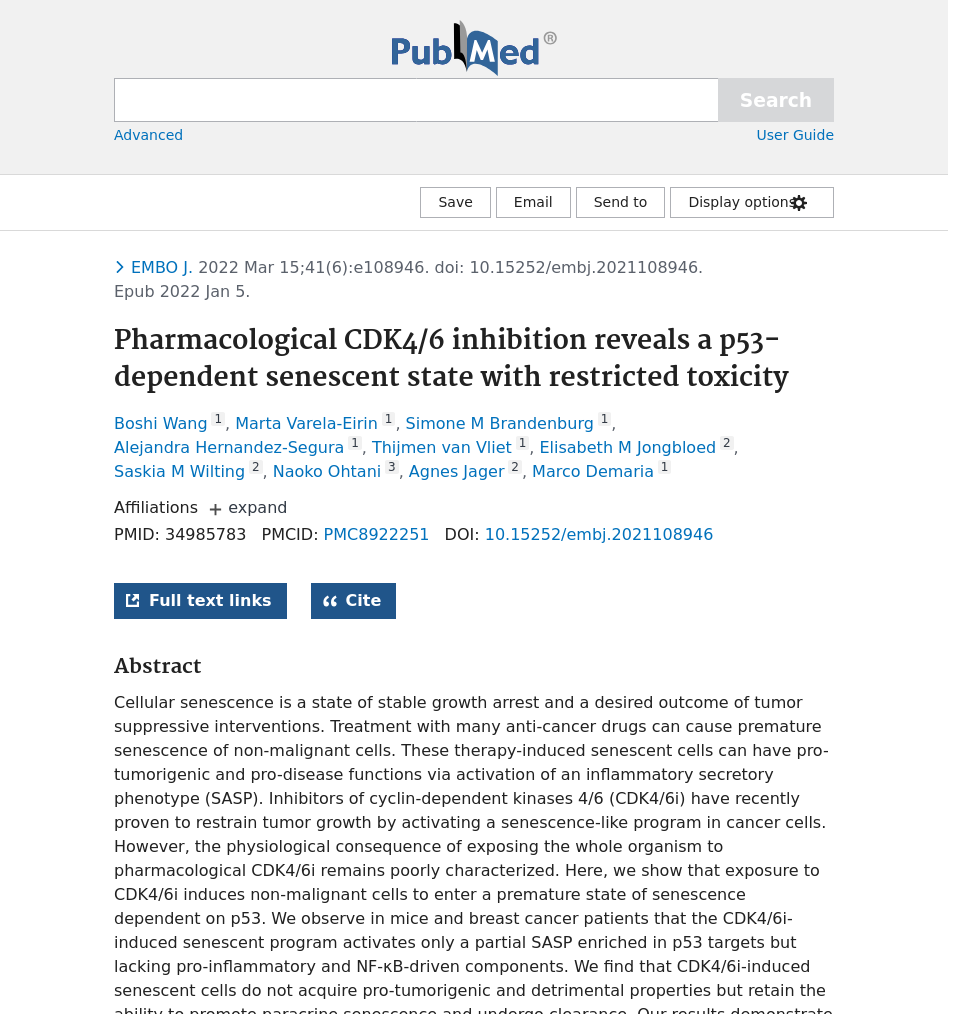 PubMed®
Search
Advanced
User Guide
Save
Email
Send to
Display options
EMBO J. 2022 Mar 15;41(6):e108946. doi: 10.15252/embj.2021108946.
Epub 2022 Jan 5.
Pharmacological CDK4/6 inhibition reveals a p53-
dependent senescent state with restricted toxicity
Boshi Wang 1, Marta Varela-Eirin 1, Simone M Brandenburg 1,
Alejandra Hernandez-Segura 1, Thijmen van Vliet 1, Elisabeth M Jongbloed 2,
Saskia M Wilting 2, Naoko Ohtani 3, Agnes Jager 2, Marco Demaria 1
Affiliations + expand
PMID: 34985783 PMCID: PMC8922251 DOI: 10.15252/embj.2021108946
Full text links
Cite
Abstract
Cellular senescence is a state of stable growth arrest and a desired outcome of tumor
suppressive interventions. Treatment with many anti-cancer drugs can cause premature
senescence of non-malignant cells. These therapy-induced senescent cells can have pro-
tumorigenic and pro-disease functions via activation of an inflammatory secretory
phenotype (SASP). Inhibitors of cyclin-dependent kinases 4/6 (CDK4/6i) have recently
proven to restrain tumor growth by activating a senescence-like program in cancer cells.
However, the physiological consequence of exposing the whole organism to
pharmacological CDK4/6i remains poorly characterized. Here, we show that exposure to
CDK4/6i induces non-malignant cells to enter a premature state of senescence
dependent on p53. We observe in mice and breast cancer patients that the CDK4/6i-
induced senescent program activates only a partial SASP enriched in p53 targets but
lacking pro-inflammatory and NF-κB-driven components. We find that CDK4/6i-induced
senescent cells do not acquire pro-tumorigenic and detrimental properties but retain the
ability to promote paracrine senescence and undergo clearance. Our results demonstrate